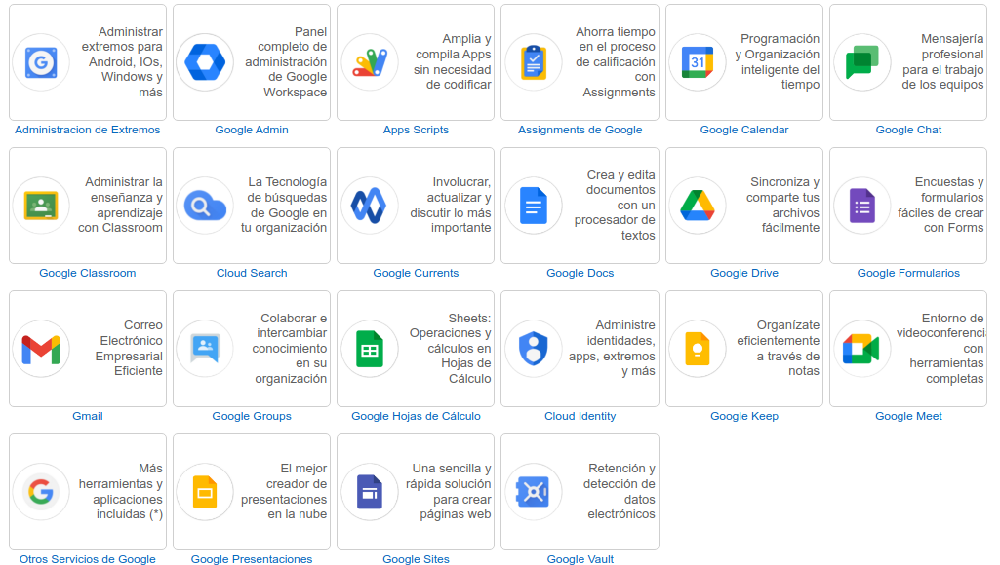 Administrar
extremos para
Android, IOs,
Windows y
más
Administracion de Extremos
Panel
completo de
administración
de Google
Workspace
Google Admin
Amplia y
compila Apps
sin necesidad
de codificar
Apps Scripts
Ahorra tiempo
en el proceso
de calificación
con
Assignments
Assignments de Google
31
Programación
y Organización
inteligente del
tiempo
Google Calendar
Mensajería
profesional
para el trabajo
de los equipos
Google Chat
Administrar la
enseñanza y
aprendizaje
con Classroom
Google Classroom
La Tecnología
de búsquedas
de Google en
tu organización
Cloud Search
Involucrar,
actualizar y
discutir lo más
importante
Google Currents
Crea y edita
documentos
con un
procesador de
textos
Google Docs
Sincroniza y
comparte tus
archivos
fácilmente
Google Drive
Encuestas y
formularios
fáciles de crear
con Forms
Google Formularios
Correo
Electrónico
Empresarial
Eficiente
Gmail
Colaborar e
intercambiar
conocimiento
en su
organización
Google Groups
Sheets:
Operaciones y
cálculos en
Hojas de
Cálculo
Google Hojas de Cálculo
Administre
identidades,
apps, extremos
y más
Cloud Identity
Organízate
eficientemente
a través de
notas
Google Keep
Entorno de
videoconferenci
con
herramientas
completas
Google Meet
G
Más
herramientas y
aplicaciones
incluidas (*)
Otros Servicios de Google
El mejor
creador de
presentaciones
en la nube
Google Presentaciones
Una sencilla y
rápida solución
para crear
páginas web
Google Sites
Retención y
detección de
datos
electrónicos
Google Vault